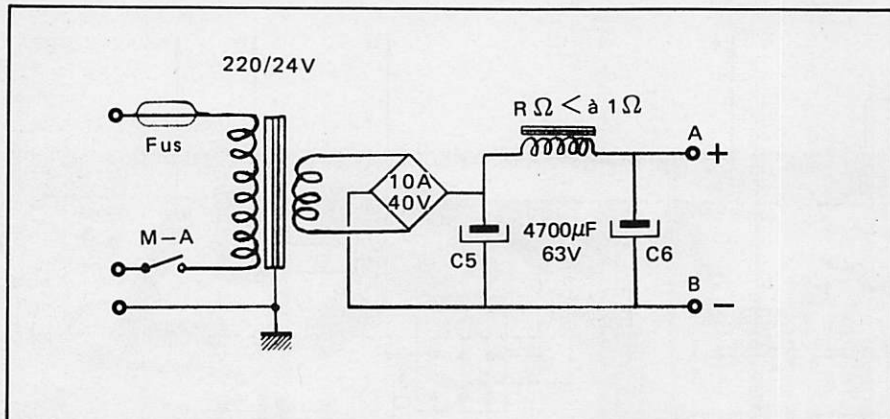 220/24V
R Ω < à 1 Ω
Fus
A
+
10A
40V
M–A
4700µF
63V
C5
C6
B
–